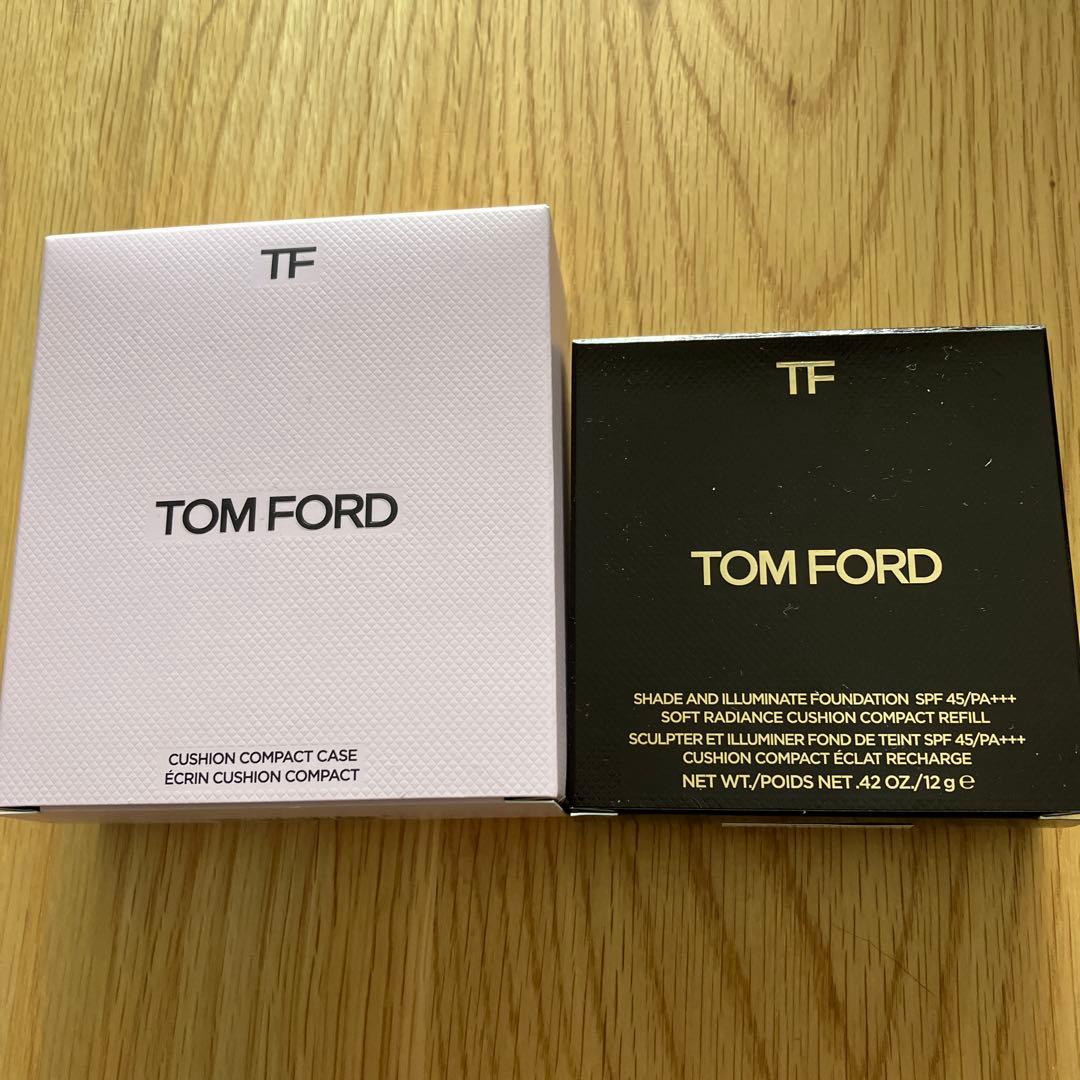 TF
TOM FORD
CUSHION COMPACT CASE
ÉCRIN CUSHION COMPACT
TF
TOM FORD
SHADE AND ILLUMINATE FOUNDATION SPF 45/PA+++
SOFT RADIANCE CUSHION COMPACT REFILL
SCULPTER ET ILLUMINER FOND DE TEINT SPF 45/PA+++
CUSHION COMPACT ÉCLAT RECHARGE
NET WT./POIDS NET .42 OZ./12 g ℮